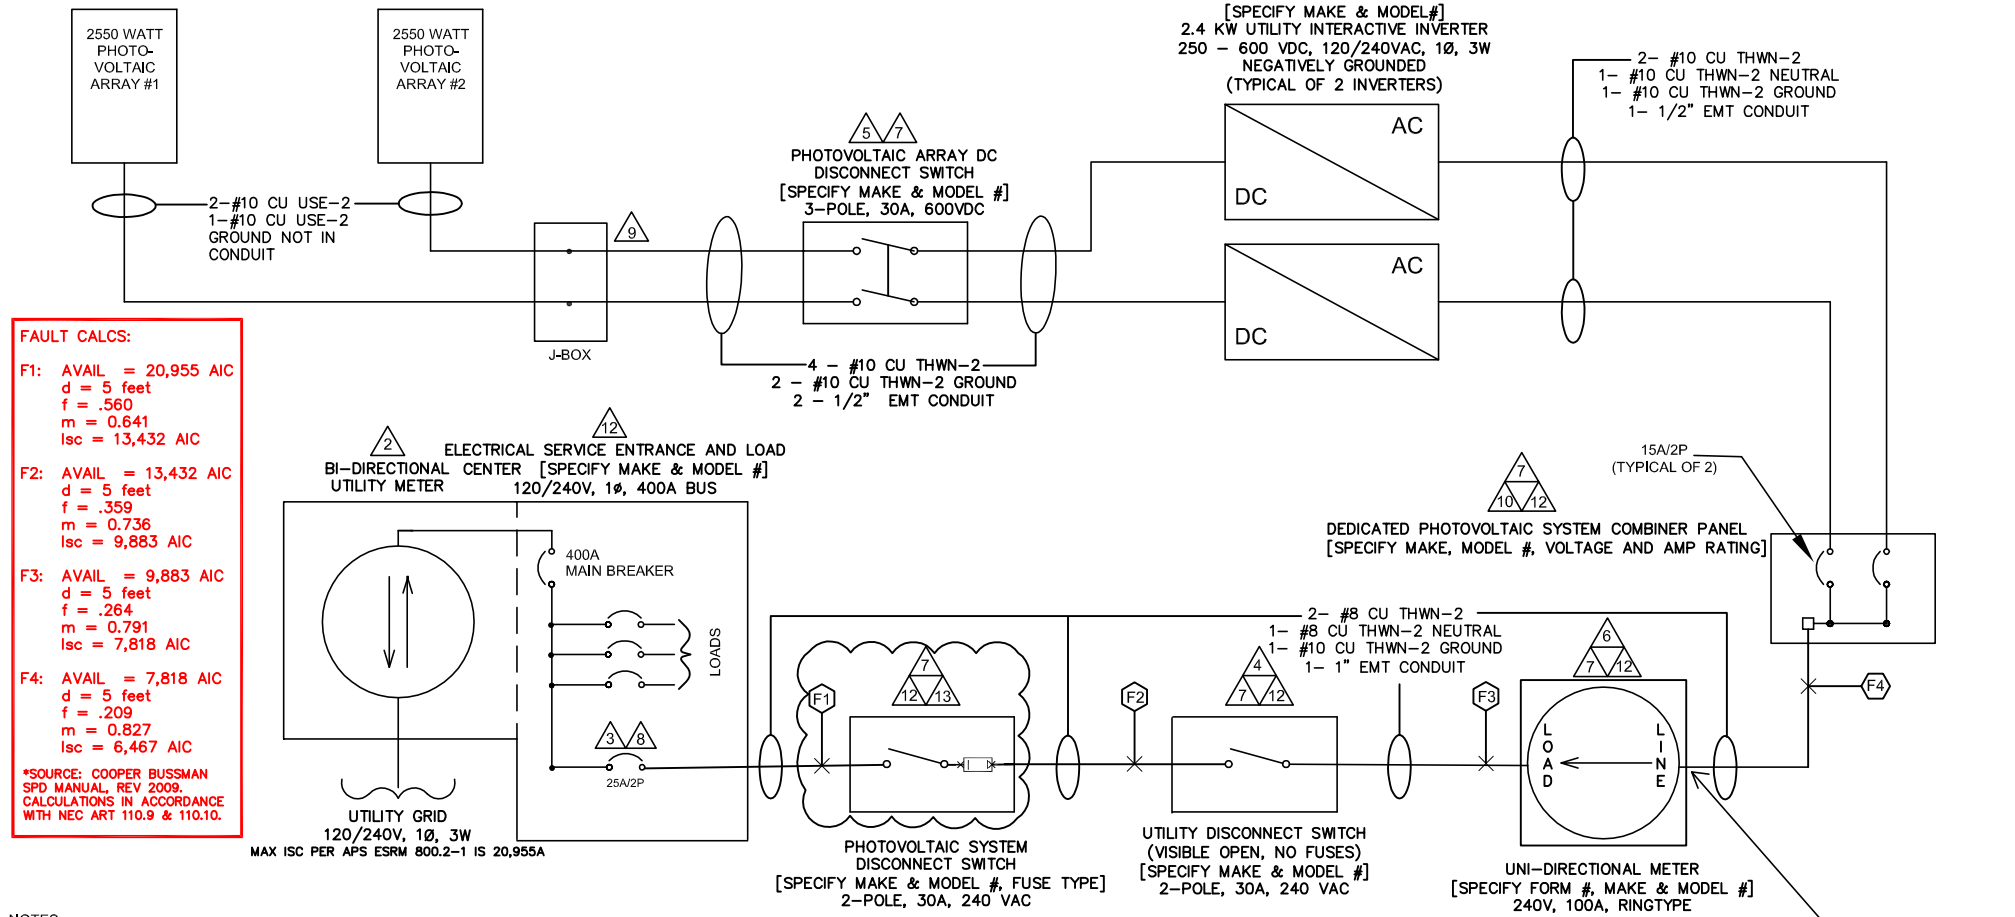 2550 WATT
PHOTO-
VOLTAIC
ARRAY #1
2550 WATT
PHOTO-
VOLTAIC
ARRAY #2
2-#10 CU USE-2
1-#10 CU USE-2
GROUND NOT IN
CONDUIT
J-BOX
9
5 7
PHOTOVOLTAIC ARRAY DC
DISCONNECT SWITCH
[SPECIFY MAKE & MODEL #]
3-POLE, 30A, 600VDC
4 - #10 CU THWN-2
2 - #10 CU THWN-2 GROUND
2 - 1/2" EMT CONDUIT
[SPECIFY MAKE & MODEL#]
2.4 KW UTILITY INTERACTIVE INVERTER
250 - 600 VDC, 120/240VAC, 1Ø, 3W
NEGATIVELY GROUNDED
(TYPICAL OF 2 INVERTERS)
AC
DC
AC
DC
2- #10 CU THWN-2
1- #10 CU THWN-2 NEUTRAL
1- #10 CU THWN-2 GROUND
1- 1/2" EMT CONDUIT
FAULT CALCS:
F1: AVAIL = 20,955 AIC
d = 5 feet
f = .560
m = 0.641
Isc = 13,432 AIC
F2: AVAIL = 13,432 AIC
d = 5 feet
f = .359
m = 0.736
Isc = 9,883 AIC
F3: AVAIL = 9,883 AIC
d = 5 feet
f = .264
m = 0.791
Isc = 7,818 AIC
F4: AVAIL = 7,818 AIC
d = 5 feet
f = .209
m = 0.827
Isc = 6,467 AIC
*SOURCE: COOPER BUSSMAN
SPD MANUAL, REV 2009.
CALCULATIONS IN ACCORDANCE
WITH NEC ART 110.9 & 110.10.
2
BI-DIRECTIONAL
UTILITY METER
12
ELECTRICAL SERVICE ENTRANCE AND LOAD
CENTER [SPECIFY MAKE & MODEL #]
120/240V, 1ø, 400A BUS
400A
MAIN BREAKER
LOADS
3 8
25A/2P
UTILITY GRID
120/240V, 1Ø, 3W
MAX ISC PER APS ESRM 800.2-1 IS 20,955A
F1
7
12 13
PHOTOVOLTAIC SYSTEM
DISCONNECT SWITCH
[SPECIFY MAKE & MODEL #, FUSE TYPE]
2-POLE, 30A, 240 VAC
F2
4
7 12
UTILITY DISCONNECT SWITCH
(VISIBLE OPEN, NO FUSES)
[SPECIFY MAKE & MODEL #]
2-POLE, 30A, 240 VAC
2- #8 CU THWN-2
1- #8 CU THWN-2 NEUTRAL
1- #10 CU THWN-2 GROUND
1- 1" EMT CONDUIT
F3
6
7 12
LOAD
LINE
UNI-DIRECTIONAL METER
[SPECIFY FORM #, MAKE & MODEL #]
240V, 100A, RINGTYPE
F4
15A/2P
(TYPICAL OF 2)
7
10 12
DEDICATED PHOTOVOLTAIC SYSTEM COMBINER PANEL
[SPECIFY MAKE, MODEL #, VOLTAGE AND AMP RATING]